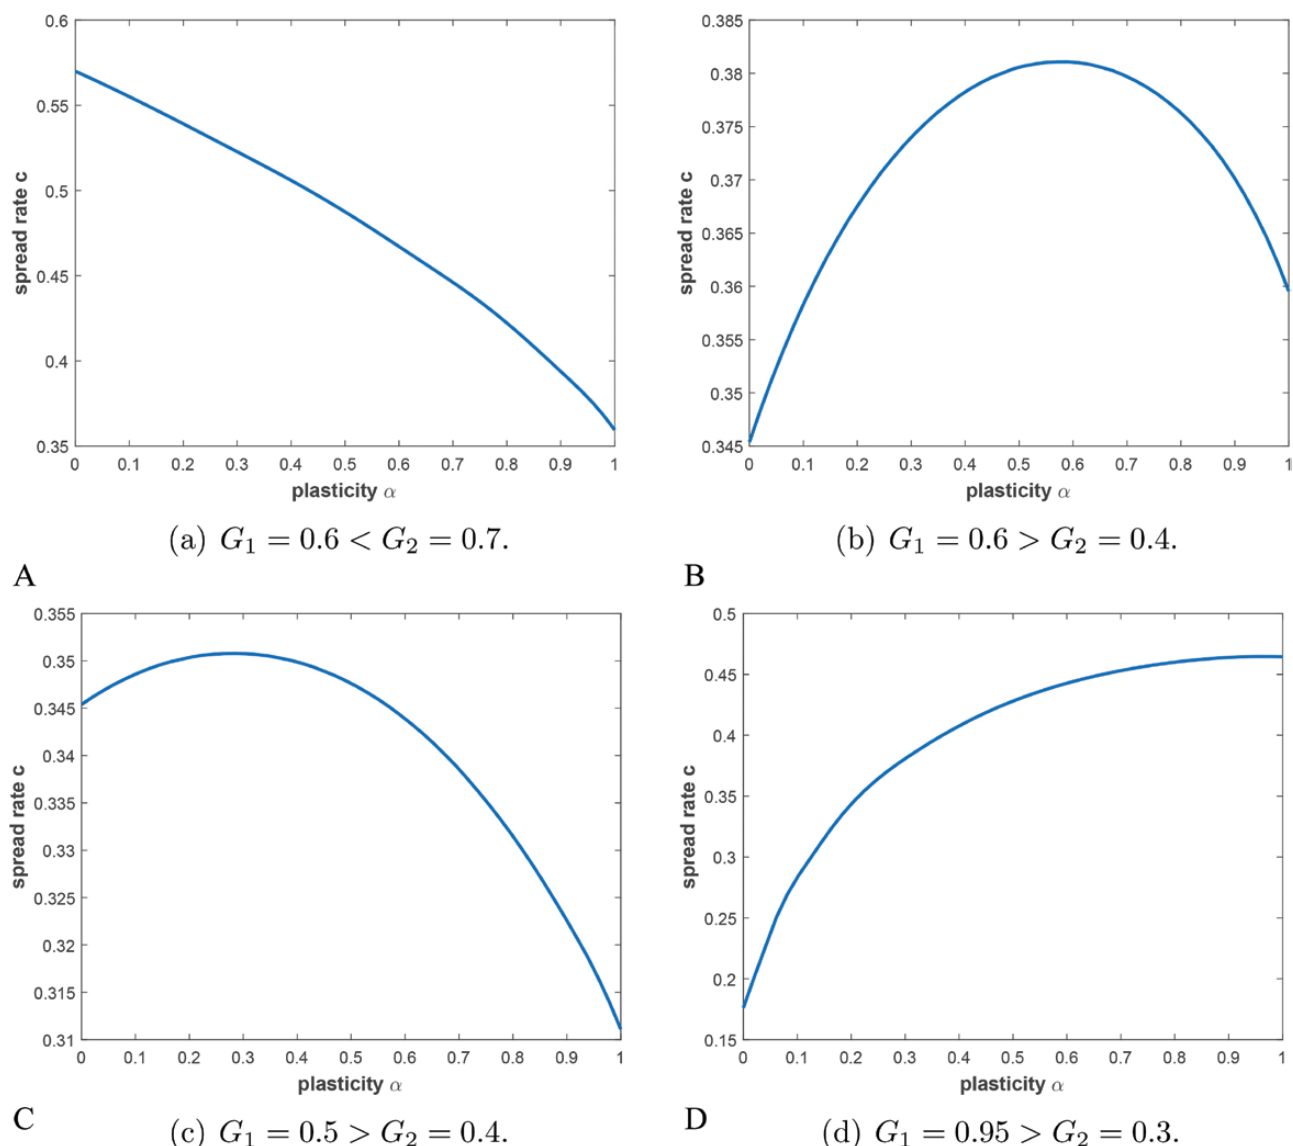 0.6
0.55
0.5
0.45
0.4
0.35
spread rate c
0 0.1 0.2 0.3 0.4 0.5 0.6 0.7 0.8 0.9 1
plasticity α
(a) G₁ = 0.6 < G₂ = 0.7.
A
0.385
0.38
0.375
0.37
0.365
0.36
0.355
0.35
0.345
spread rate c
0 0.1 0.2 0.3 0.4 0.5 0.6 0.7 0.8 0.9 1
plasticity α
(b) G₁ = 0.6 > G₂ = 0.4.
B
0.355
0.35
0.345
0.34
0.335
0.33
0.325
0.32
0.315
0.31
spread rate c
0 0.1 0.2 0.3 0.4 0.5 0.6 0.7 0.8 0.9 1
plasticity α
C
(c) G₁ = 0.5 > G₂ = 0.4.
0.5
0.45
0.4
0.35
0.3
0.25
0.2
0.15
spread rate c
0 0.1 0.2 0.3 0.4 0.5 0.6 0.7 0.8 0.9 1
plasticity α
D
(d) G₁ = 0.95 > G₂ = 0.3.